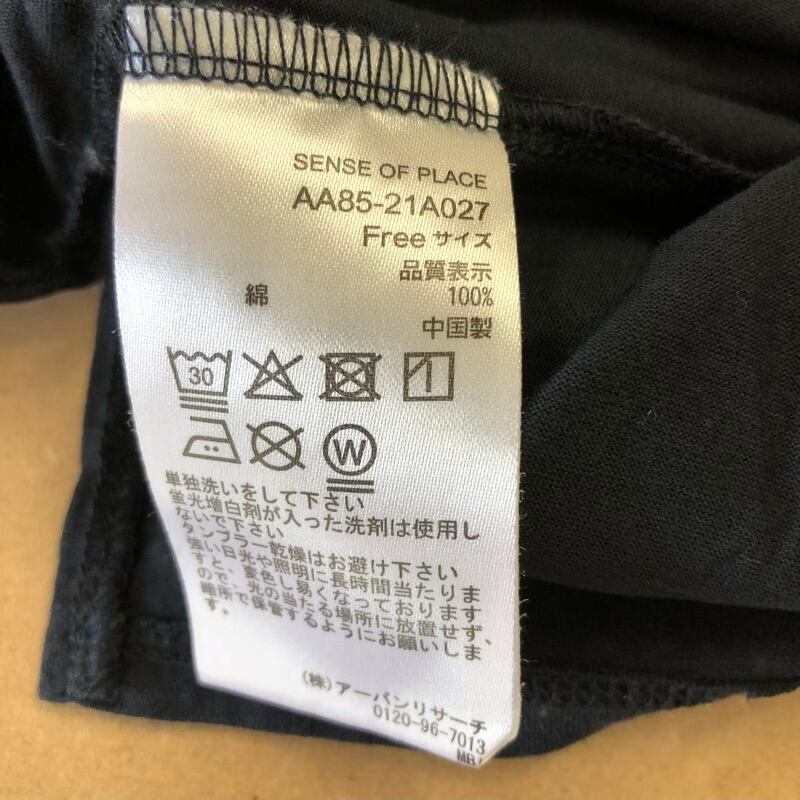 SENSE OF PLACE
AA85-21A027
Free サイズ
品質表示
綿 100%
中国製
30
W
単独洗いをして下さい
蛍光増白剤が入った洗剤は使用し
ないで下さい
タンブラー乾燥はお避け下さい
強い日光や照明に長時間当たりま
すと、変色し易くなっております
ので、光の当たる場所に放置せず、
暗所で保管するようにお願いしま
す。
(株)アーバンリサーチ
0120-96-7013